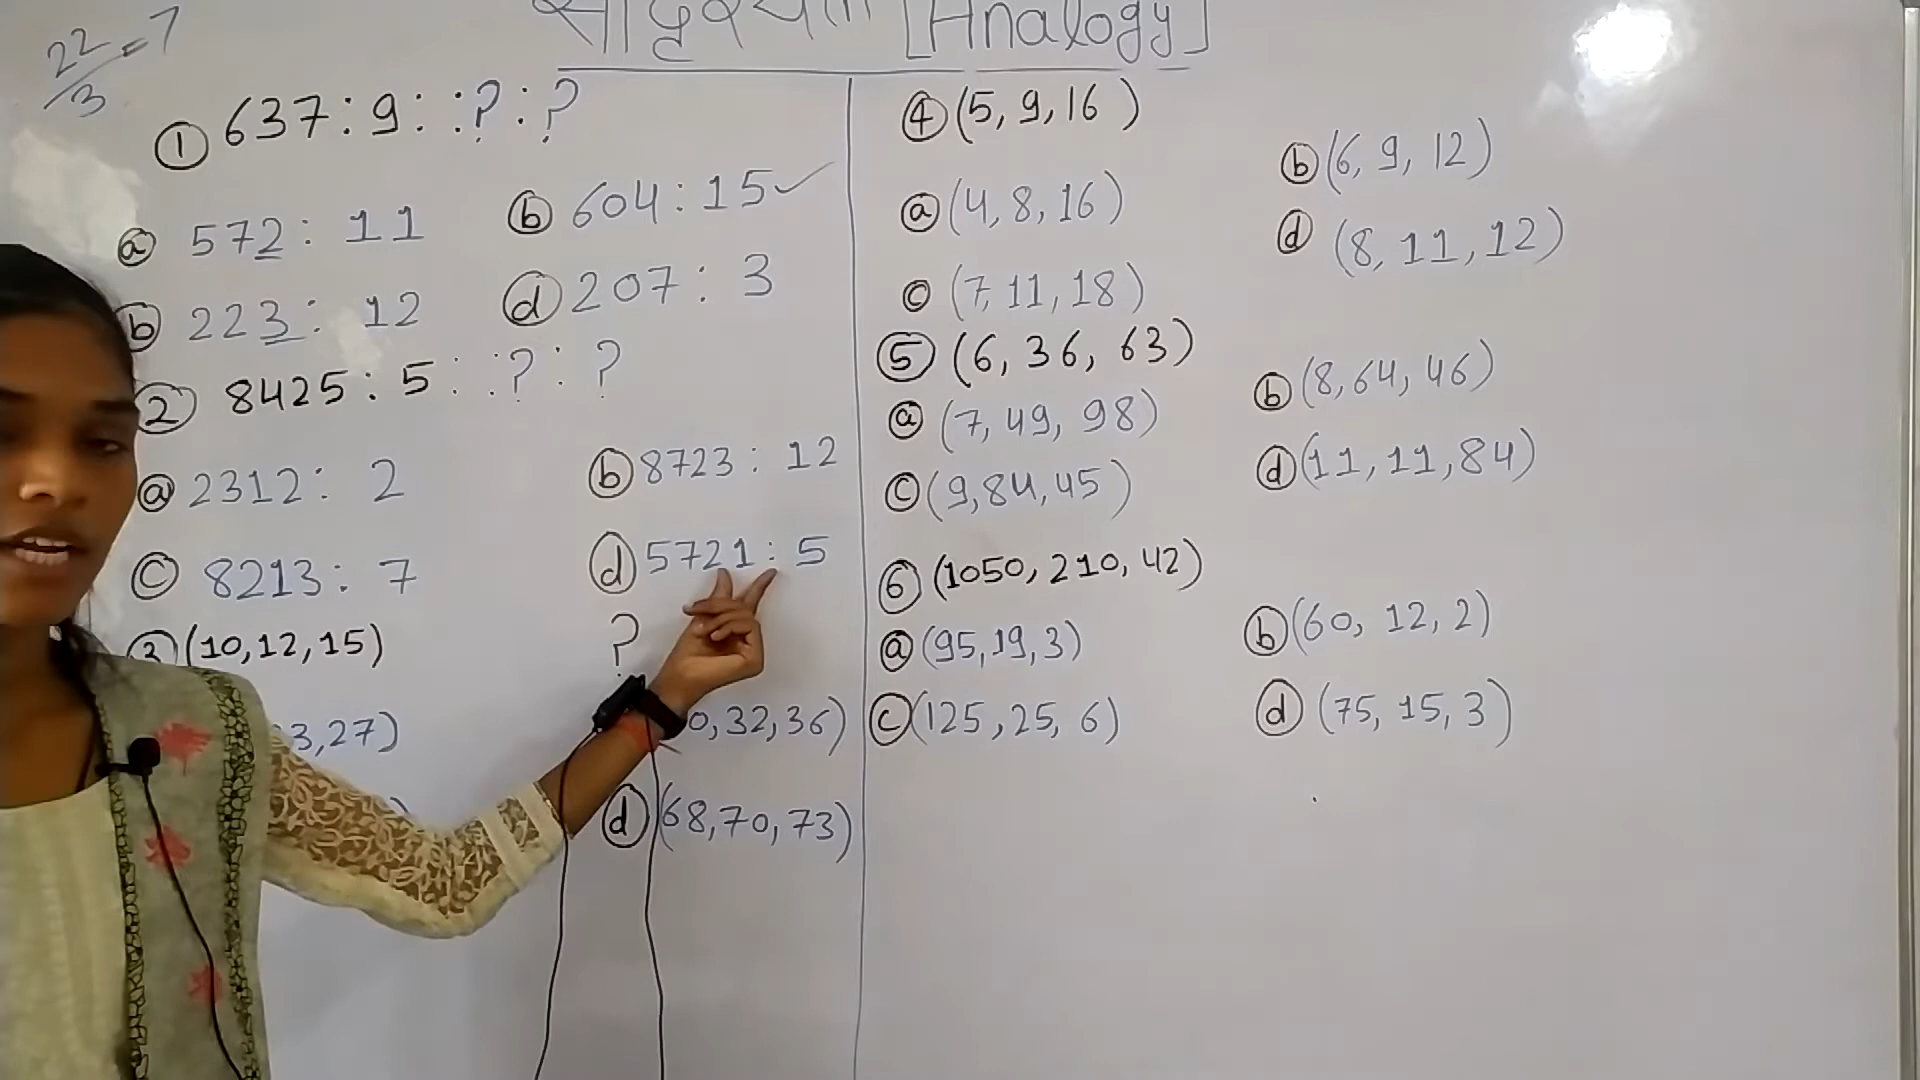 सादृश्यता [Analogy]
22/3 = 7
① 637 : 9 : : ? : ?
ⓐ 572 : 11
ⓑ 604 : 15 ✓
ⓑ 223 : 12
ⓓ 207 : 3
② 8425 : 5 : : ? : ?
ⓐ 2312 : 2
ⓑ 8723 : 12
ⓒ 8213 : 7
ⓓ 5721 : 5
③ (10,12,15)
?
3,27)
0,32,36)
)
ⓓ (68,70,73)
④ (5,9,16)
ⓐ (4,8,16)
ⓑ (6,9,12)
ⓒ (7,11,18)
ⓓ (8,11,12)
⑤ (6,36,63)
ⓐ (7,49,98)
ⓑ (8,64,46)
ⓒ (9,84,45)
ⓓ (11,11,84)
⑥ (1050,210,42)
ⓐ (95,19,3)
ⓑ (60,12,2)
ⓒ (125,25,6)
ⓓ (75,15,3)